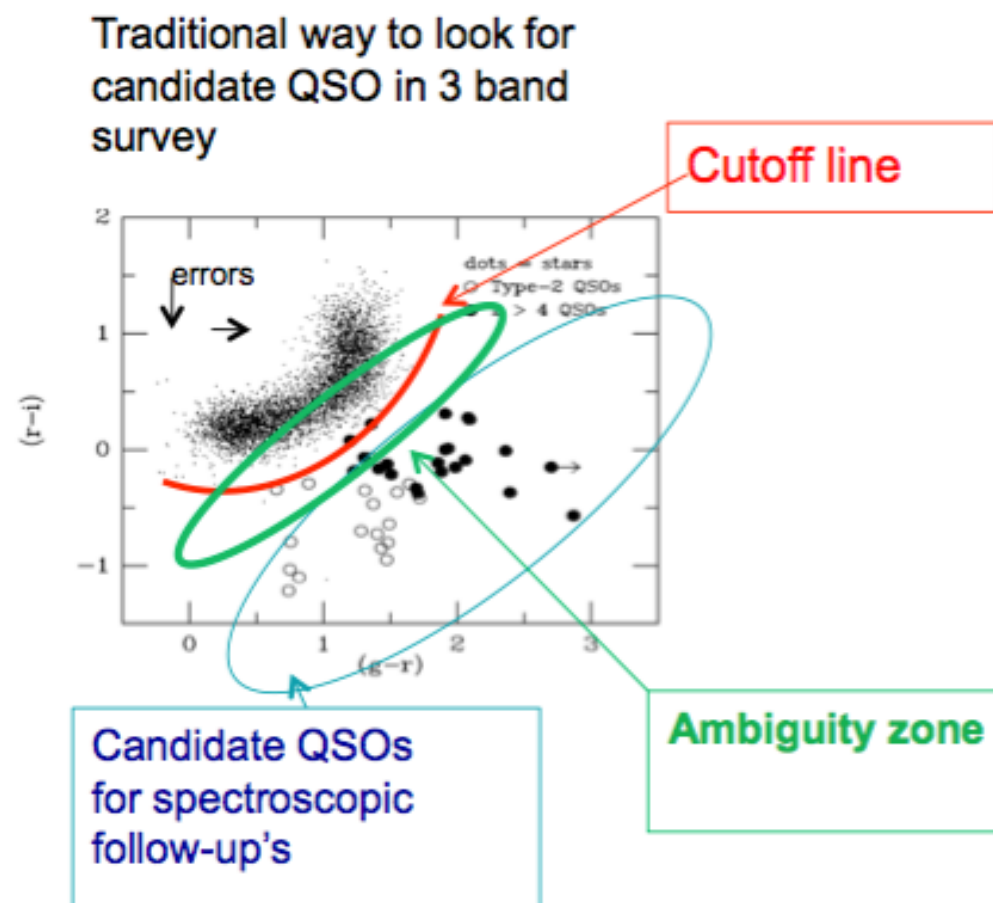 Traditional way to look for
candidate QSO in 3 band
survey
Cutoff line
2
errors
dots = stars
Type-2 QSOs
> 4 QSOs
1
(r-i)
0
-1
0 1 2 3
(g-r)
Ambiguity zone
Candidate QSOs
for spectroscopic
follow-up's